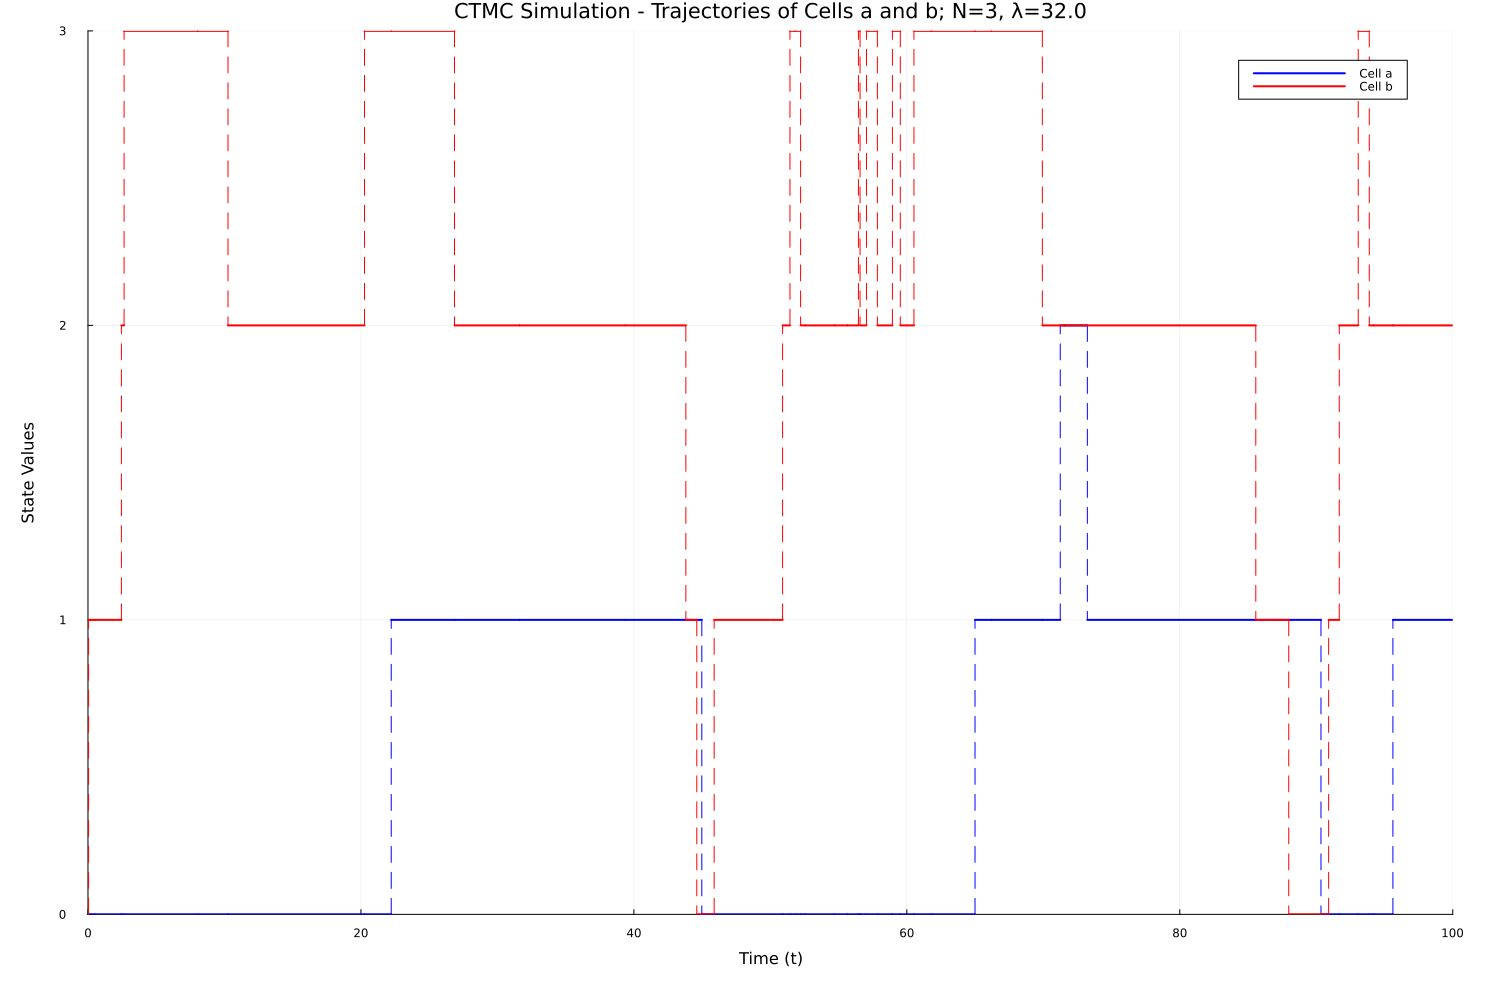 CTMC Simulation - Trajectories of Cells a and b; N=3, λ=32.0
3
Cell a
Cell b
2
State Values
1
0
0 20 40 60 80 100
Time (t)